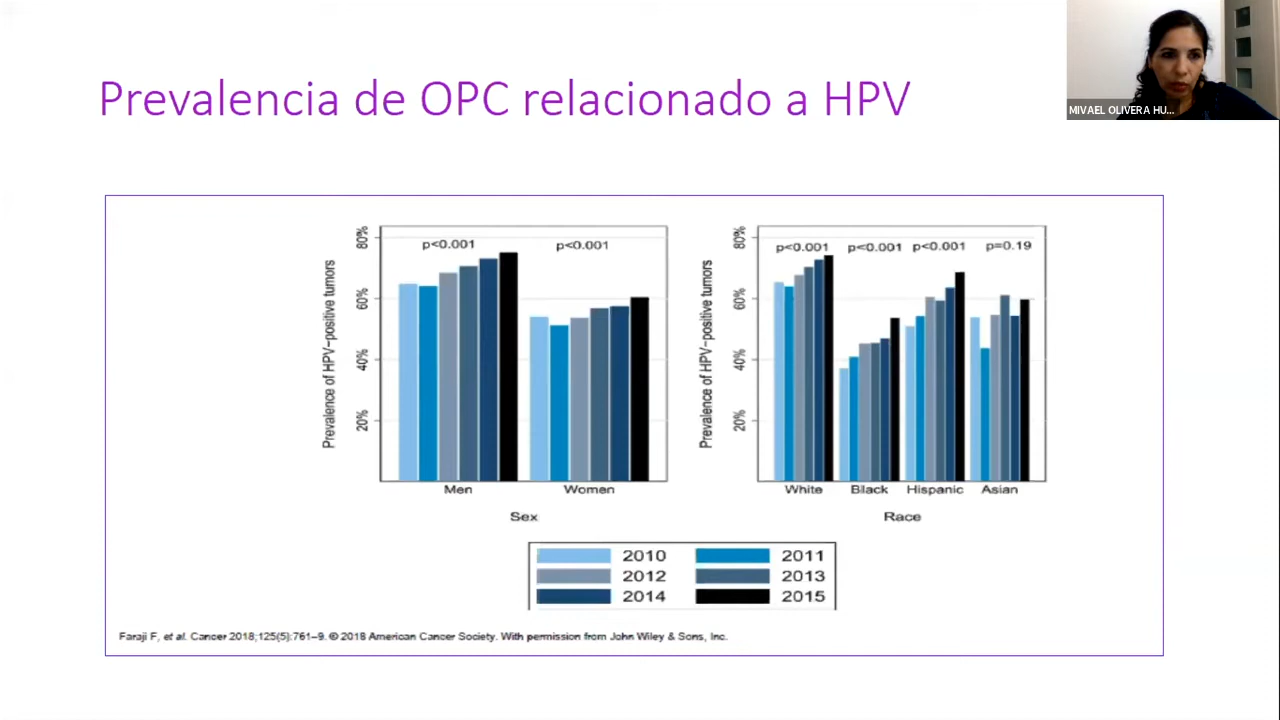 Prevalencia de OPC relacionado a HPV
MIVAEL OLIVERA HU...
Prevalence of HPV-positive tumors
80%
60%
40%
20%
p<0.001
p<0.001
Men
Women
Sex
Prevalence of HPV-positive tumors
80%
60%
40%
20%
p<0.001
p<0.001
p<0.001
p=0.19
White
Black
Hispanic
Asian
Race
2010
2011
2012
2013
2014
2015
Faraji F, et al. Cancer 2018;125(5):761–9. © 2018 American Cancer Society. With permission from John Wiley & Sons, Inc.